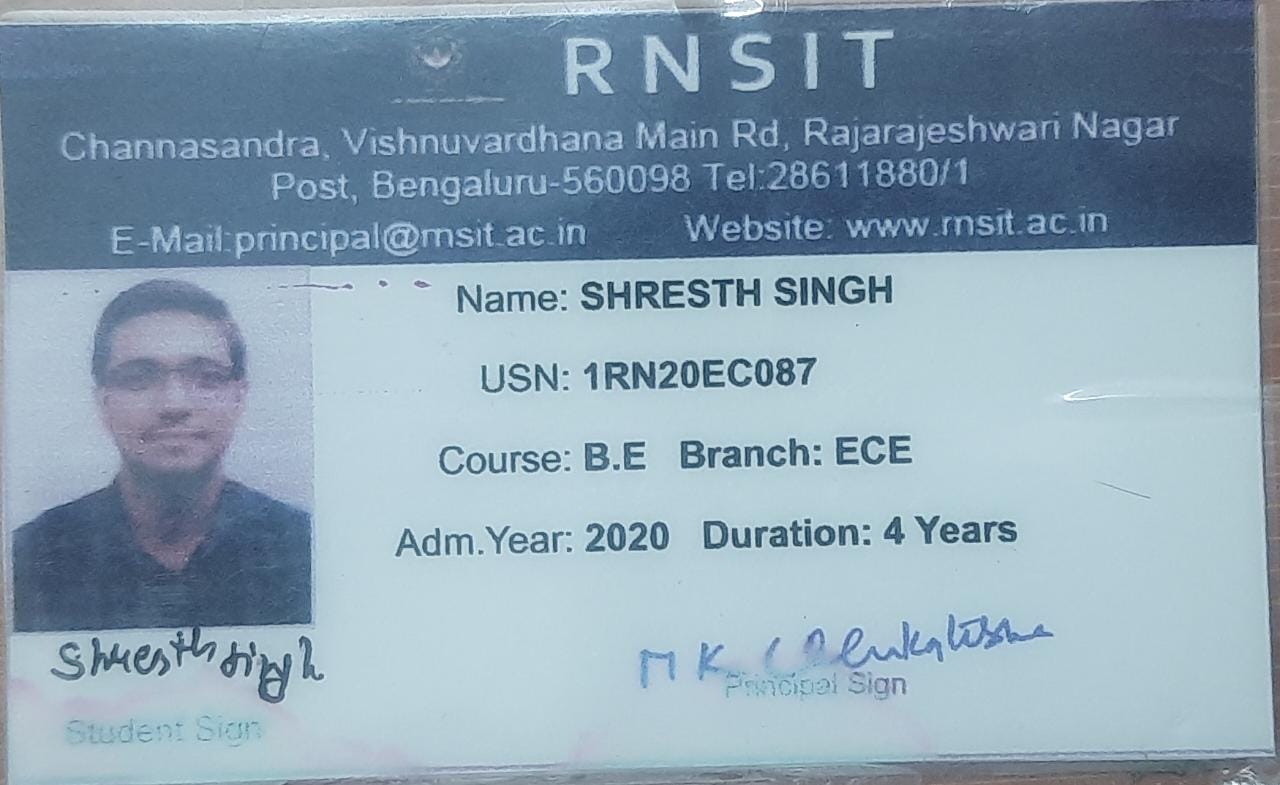 RNSIT
Channasandra, Vishnuvardhana Main Rd, Rajarajeshwari Nagar
Post, Bengaluru-560098 Tel:28611880/1
E-Mail:principal@rnsit.ac.in Website: www.rnsit.ac.in
Name: SHRESTH SINGH
USN: 1RN20EC087
Course: B.E Branch: ECE
Adm.Year: 2020 Duration: 4 Years
Shresth Singh
M K
Student Sign
Principal Sign